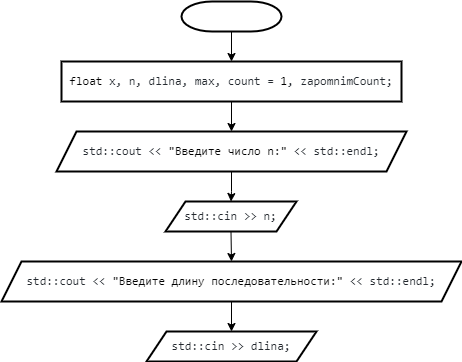 float x, n, dlina, max, count = 1, zapomnimCount;
std::cout << "Введите число n:" << std::endl;
std::cin >> n;
std::cout << "Введите длину последовательности:" << std::endl;
std::cin >> dlina;